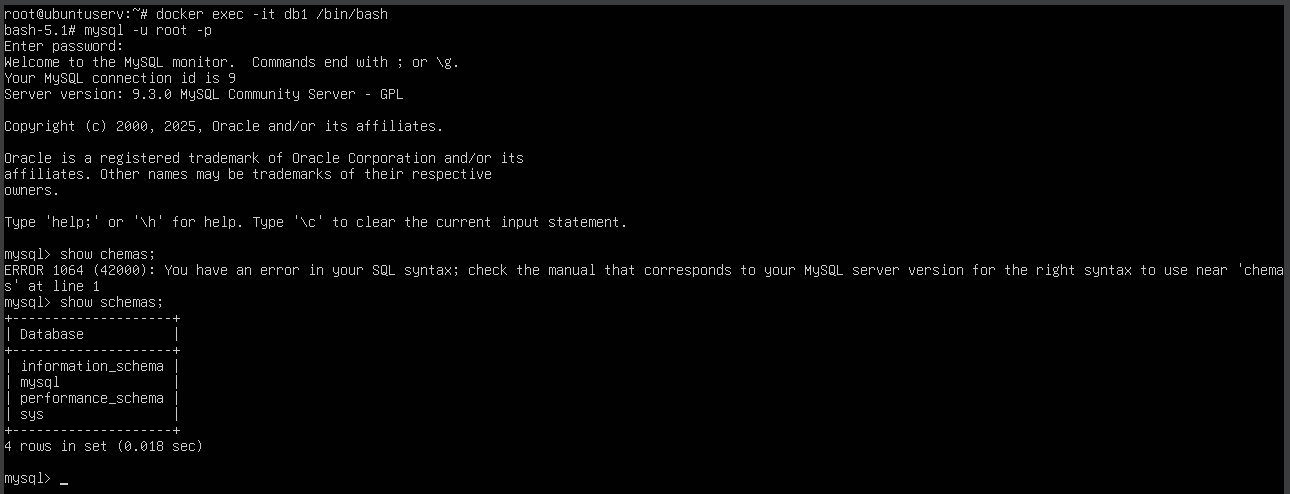 root@ubuntuserv:~# docker exec -it db1 /bin/bash
bash-5.1# mysql -u root -p
Enter password:
Welcome to the MySQL monitor.  Commands end with ; or \g.
Your MySQL connection id is 9
Server version: 9.3.0 MySQL Community Server - GPL

Copyright (c) 2000, 2025, Oracle and/or its affiliates.

Oracle is a registered trademark of Oracle Corporation and/or its
affiliates. Other names may be trademarks of their respective
owners.

Type 'help;' or '\h' for help. Type '\c' to clear the current input statement.

mysql> show chemas;
ERROR 1064 (42000): You have an error in your SQL syntax; check the manual that corresponds to your MySQL server version for the right syntax to use near 'chema
s' at line 1
mysql> show schemas;
+--------------------+
| Database           |
+--------------------+
| information_schema |
| mysql              |
| performance_schema |
| sys                |
+--------------------+
4 rows in set (0.018 sec)

mysql> _